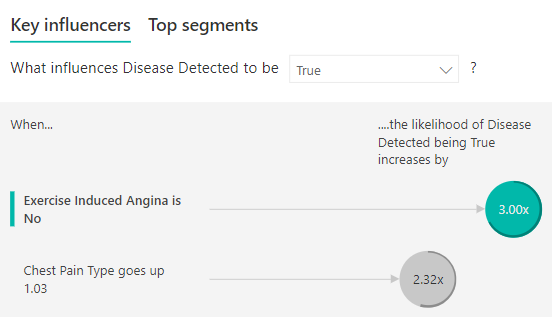 Key influencers Top segments
What influences Disease Detected to be True ?
When...
....the likelihood of Disease
Detected being True
increases by
Exercise Induced Angina is
No
3.00x
Chest Pain Type goes up
1.03
2.32x